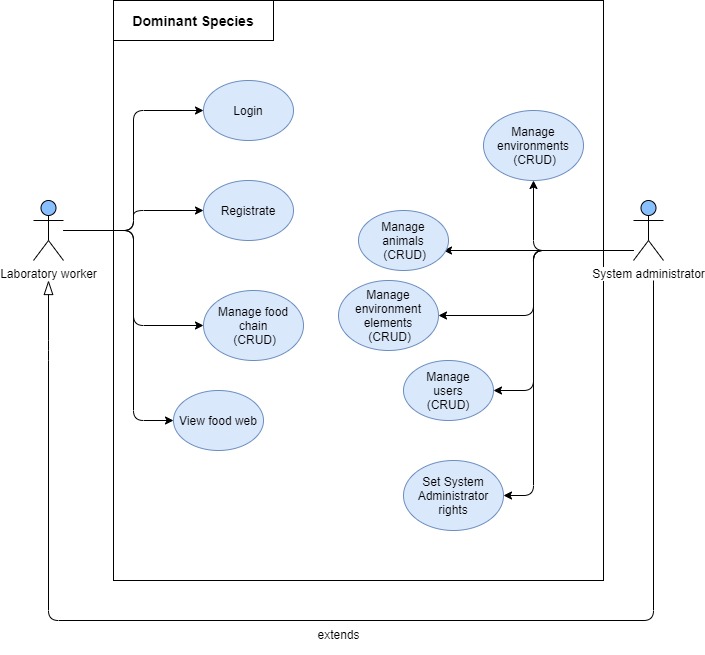 Dominant Species
Login
Manage
environments
(CRUD)
Registrate
Manage
animals
(CRUD)
Laboratory worker
System administrator
Manage food
chain
(CRUD)
Manage
environment
elements
(CRUD)
Manage
users
(CRUD)
View food web
Set System
Administrator
rights
extends